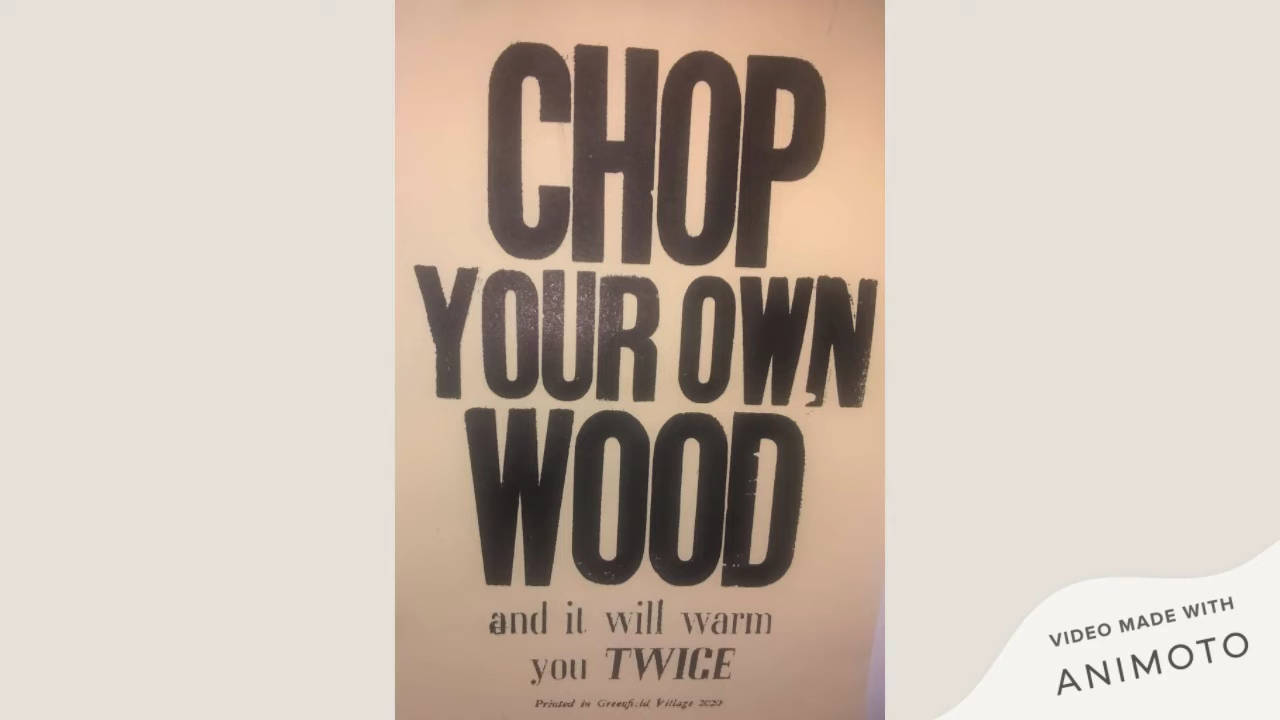 CHOP
YOUR OWN
WOOD
and it will warm
you TWICE
Printed in Greenfield Village 2020
VIDEO MADE WITH
ANIMOTO